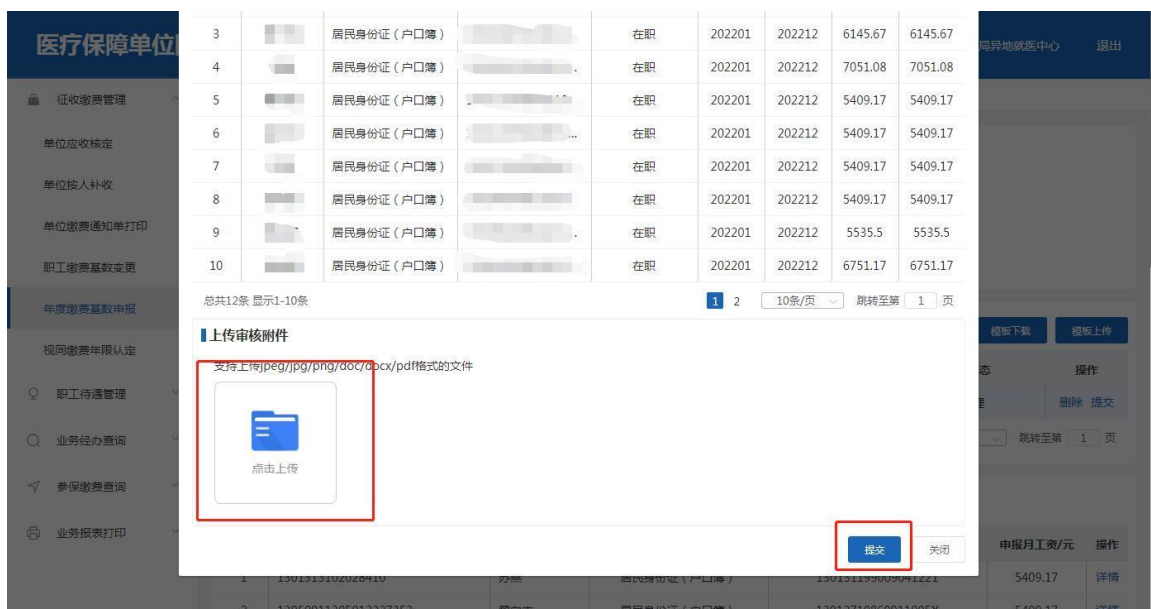 医疗保障单位
局异地就医中心 退出
征收缴费管理
单位应收核定
单位按人补收
单位缴费通知单打印
职工缴费基数变更
年度缴费基数申报
视同缴费年限认定
职工待遇管理
业务经办查询
参保缴费查询
业务报表打印
3 居民身份证（户口簿） 在职 202201 202212 6145.67 6145.67
4 居民身份证（户口簿） 在职 202201 202212 7051.08 7051.08
5 居民身份证（户口簿） 在职 202201 202212 5409.17 5409.17
6 居民身份证（户口簿） ... 在职 202201 202212 5409.17 5409.17
7 居民身份证（户口簿） 在职 202201 202212 5409.17 5409.17
8 居民身份证（户口簿） 在职 202201 202212 5409.17 5409.17
9 居民身份证（户口簿） 在职 202201 202212 5535.5 5535.5
10 居民身份证（户口簿） 在职 202201 202212 6751.17 6751.17
总共12条 显示1-10条 1 2 10条/页 跳转至第 1 页
上传审核附件
支持上传jpeg/jpg/png/doc/docx/pdf格式的文件
点击上传
提交 关闭
模板下载 模板上传
态 操作
删除 提交
跳转至第 1 页
申报月工资/元 操作
5409.17 详情